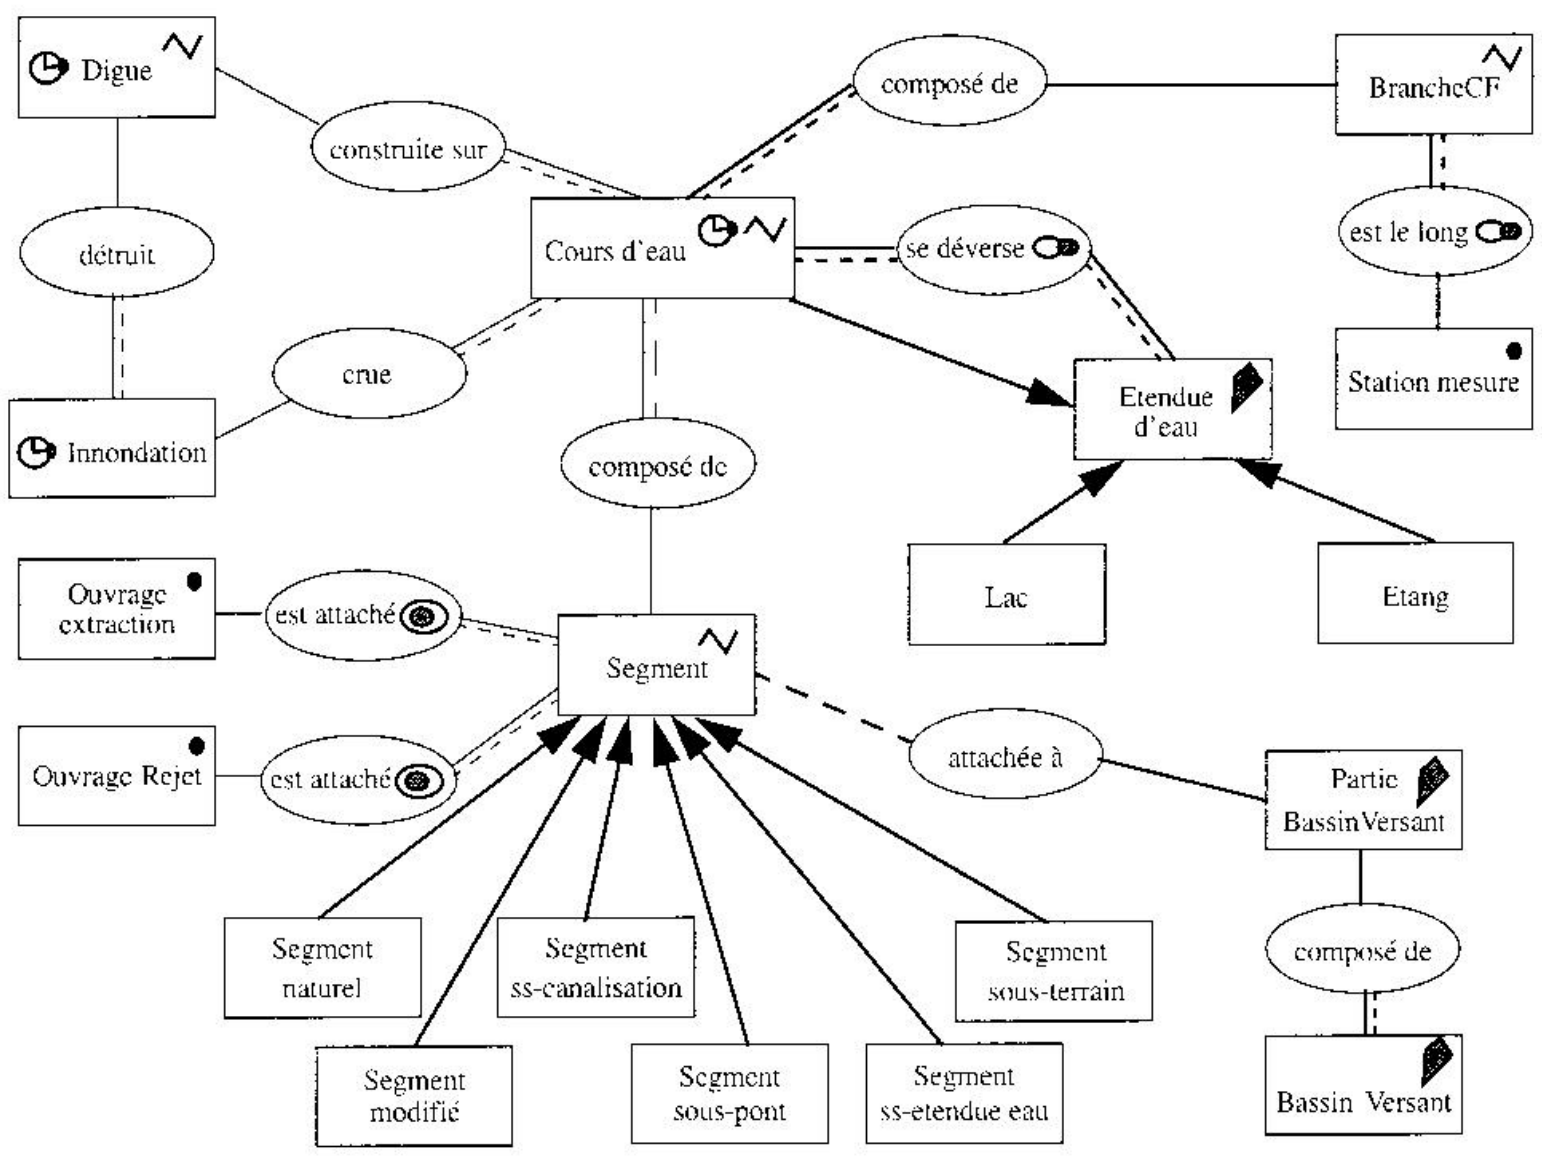 Digue
composé de
BrancheCF
construite sur
détruit
Cours d'eau
se déverse
est le long
crue
Etendue
d'eau
Station mesure
Innondation
composé de
Ouvrage
extraction
est attaché
Lac
Etang
Segment
Ouvrage Rejet
est attaché
attachée à
Partie
BassinVersant
Segment
naturel
Segment
ss-canalisation
Segment
sous-terrain
composé de
Segment
modifié
Segment
sous-pont
Segment
ss-etendue eau
Bassin Versant